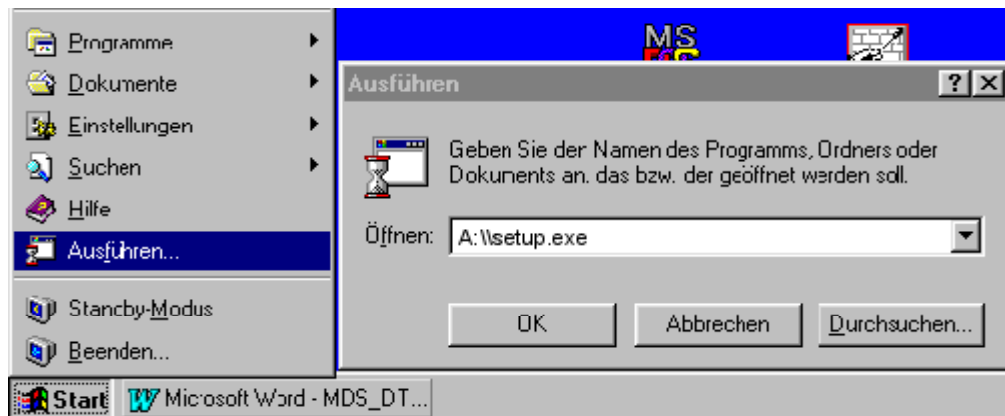 Programme
Dokumente
Einstellungen
Suchen
Hilfe
Ausführen...
Standby-Modus
Beenden...
Start
Microsoft Word - MDS_DT...
MS
Ausführen
Geben Sie der Namen des Programms, Ordners oder
Dokuments an, das bzw. der geöffnet werden soll.
Öffnen: A:\\setup.exe
OK Abbrechen Durchsuchen...